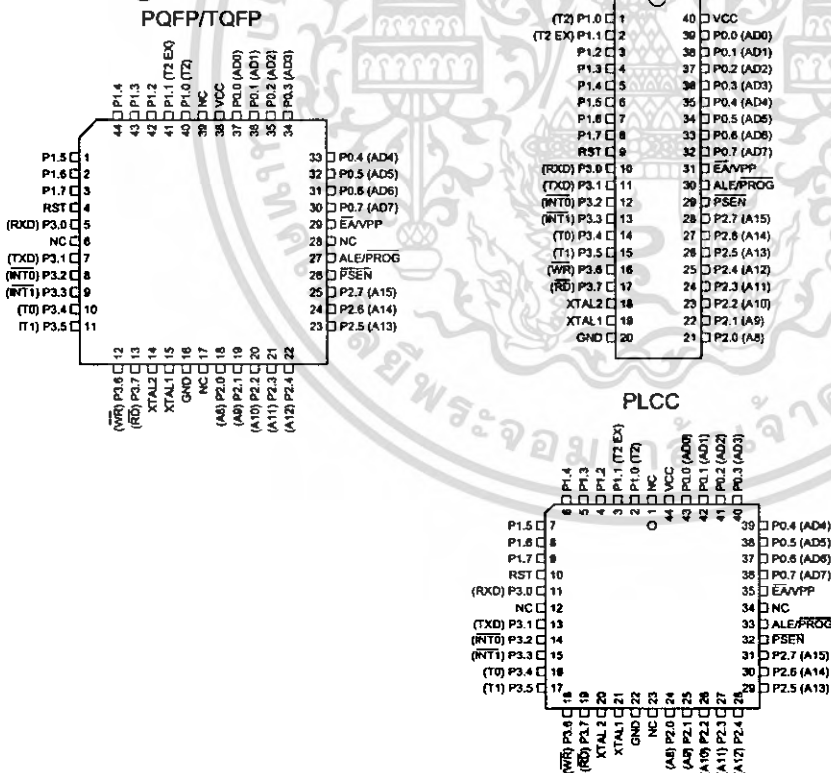 PQFP/TQFP
44 P1.4
43 P1.3
42 P1.2
41 P1.1 (T2 EX)
40 P1.0 (T2)
39 NC
38 VCC
37 P0.0 (AD0)
36 P0.1 (AD1)
35 P0.2 (AD2)
34 P0.3 (AD3)
P1.5 1
P1.6 2
P1.7 3
RST 4
(RXD) P3.0 5
NC 6
(TXD) P3.1 7
(INT0) P3.2 8
(INT1) P3.3 9
(T0) P3.4 10
(T1) P3.5 11
33 P0.4 (AD4)
32 P0.5 (AD5)
31 P0.6 (AD6)
30 P0.7 (AD7)
29 EA/VPP
28 NC
27 ALE/PROG
26 PSEN
25 P2.7 (A15)
24 P2.6 (A14)
23 P2.5 (A13)
(WR) P3.6 12
(RD) P3.7 13
XTAL2 14
XTAL1 15
GND 16
NC 17
(A8) P2.0 18
(A9) P2.1 19
(A10) P2.2 20
(A11) P2.3 21
(A12) P2.4 22
(T2) P1.0 1
(T2 EX) P1.1 2
P1.2 3
P1.3 4
P1.4 5
P1.5 6
P1.6 7
P1.7 8
RST 9
(RXD) P3.0 10
(TXD) P3.1 11
(INT0) P3.2 12
(INT1) P3.3 13
(T0) P3.4 14
(T1) P3.5 15
(WR) P3.6 16
(RD) P3.7 17
XTAL2 18
XTAL1 19
GND 20
40 VCC
39 P0.0 (AD0)
38 P0.1 (AD1)
37 P0.2 (AD2)
36 P0.3 (AD3)
35 P0.4 (AD4)
34 P0.5 (AD5)
33 P0.6 (AD6)
32 P0.7 (AD7)
31 EA/VPP
30 ALE/PROG
29 PSEN
28 P2.7 (A15)
27 P2.6 (A14)
26 P2.5 (A13)
25 P2.4 (A12)
24 P2.3 (A11)
23 P2.2 (A10)
22 P2.1 (A9)
21 P2.0 (A8)
PLCC
6 P1.4
5 P1.3
4 P1.2
3 P1.1 (T2 EX)
2 P1.0 (T2)
1 NC
44 VCC
43 P0.0 (AD0)
42 P0.1 (AD1)
41 P0.2 (AD2)
40 P0.3 (AD3)
P1.5 7
P1.6 8
P1.7 9
RST 10
(RXD) P3.0 11
NC 12
(TXD) P3.1 13
(INT0) P3.2 14
(INT1) P3.3 15
(T0) P3.4 16
(T1) P3.5 17
39 P0.4 (AD4)
38 P0.5 (AD5)
37 P0.6 (AD6)
36 P0.7 (AD7)
35 EA/VPP
34 NC
33 ALE/PROG
32 PSEN
31 P2.7 (A15)
30 P2.6 (A14)
29 P2.5 (A13)
(WR) P3.6 18
(RD) P3.7 19
XTAL2 20
XTAL1 21
GND 22
NC 23
(A8) P2.0 24
(A9) P2.1 25
(A10) P2.2 26
(A11) P2.3 27
(A12) P2.4 28